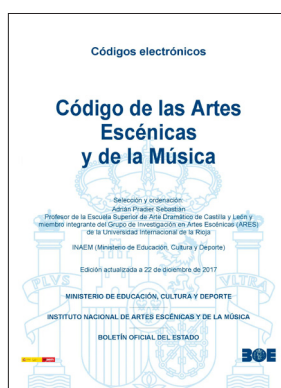 Códigos electrónicos
Código de las Artes
Escénicas
y de la Música
Selección y ordenación:
Adrián Pradier Sebastián
Profesor de la Escuela Superior de Arte Dramático de Castilla y León y
miembro integrante del Grupo de Investigación en Artes Escénicas (ARES)
de la Universidad Internacional de la Rioja
INAEM (Ministerio de Educación, Cultura y Deporte)
Edición actualizada a 22 de diciembre de 2017
PLVS VLTRA
MINISTERIO DE EDUCACIÓN, CULTURA Y DEPORTE
INSTITUTO NACIONAL DE ARTES ESCÉNICAS Y DE LA MÚSICA
BOLETÍN OFICIAL DEL ESTADO
BOE